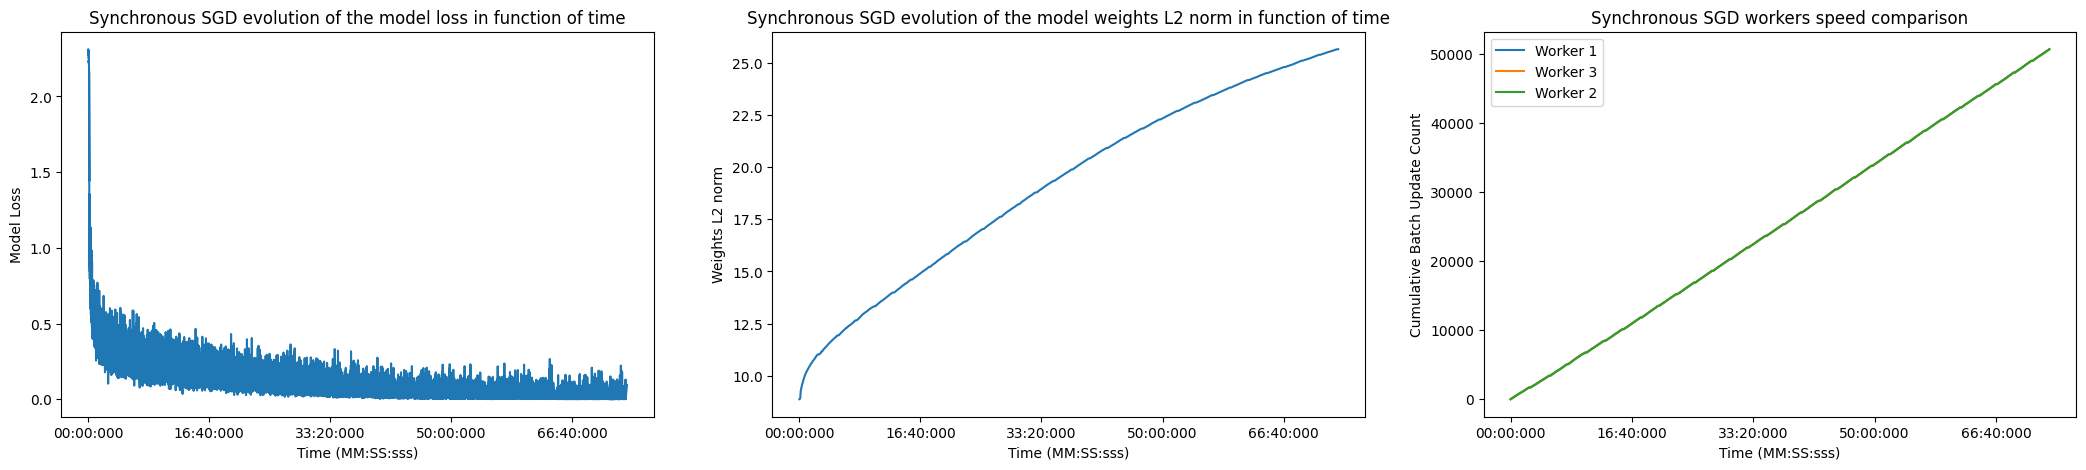 Synchronous SGD evolution of the model loss in function of time
Model Loss
2.0
1.5
1.0
0.5
0.0
00:00:000 16:40:000 33:20:000 50:00:000 66:40:000
Time (MM:SS:sss)
Synchronous SGD evolution of the model weights L2 norm in function of time
Weights L2 norm
25.0
22.5
20.0
17.5
15.0
12.5
10.0
00:00:000 16:40:000 33:20:000 50:00:000 66:40:000
Time (MM:SS:sss)
Synchronous SGD workers speed comparison
Worker 1
Worker 3
Worker 2
Cumulative Batch Update Count
50000
40000
30000
20000
10000
0
00:00:000 16:40:000 33:20:000 50:00:000 66:40:000
Time (MM:SS:sss)